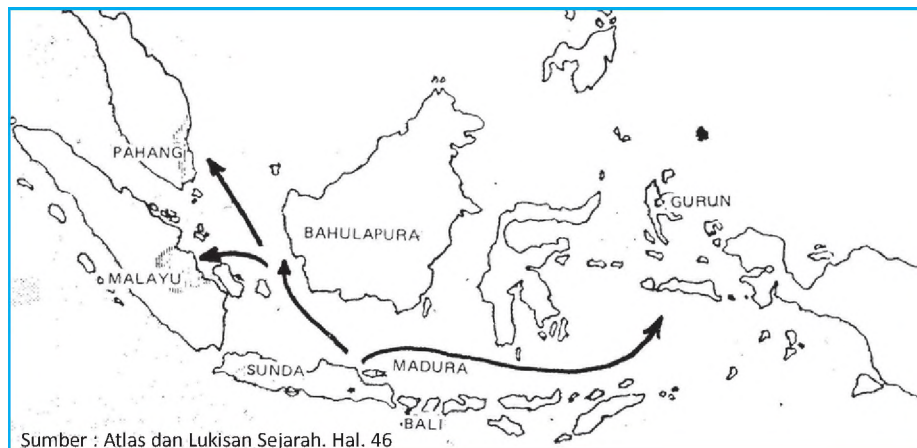 PAHANG
GURUN
BAHULAPURA
MALAYU
SUNDA
MADURA
BALI
Sumber : Atlas dan Lukisan Sejarah. Hal. 46